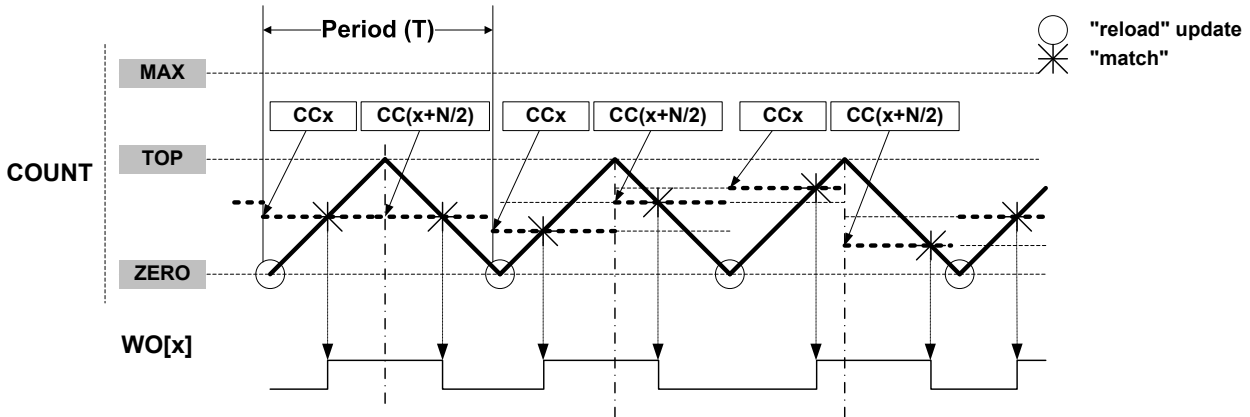 Period (T)
"reload" update
"match"
MAX
CCx
CC(x+N/2)
CCx
CC(x+N/2)
CCx
CC(x+N/2)
TOP
COUNT
ZERO
WO[x]